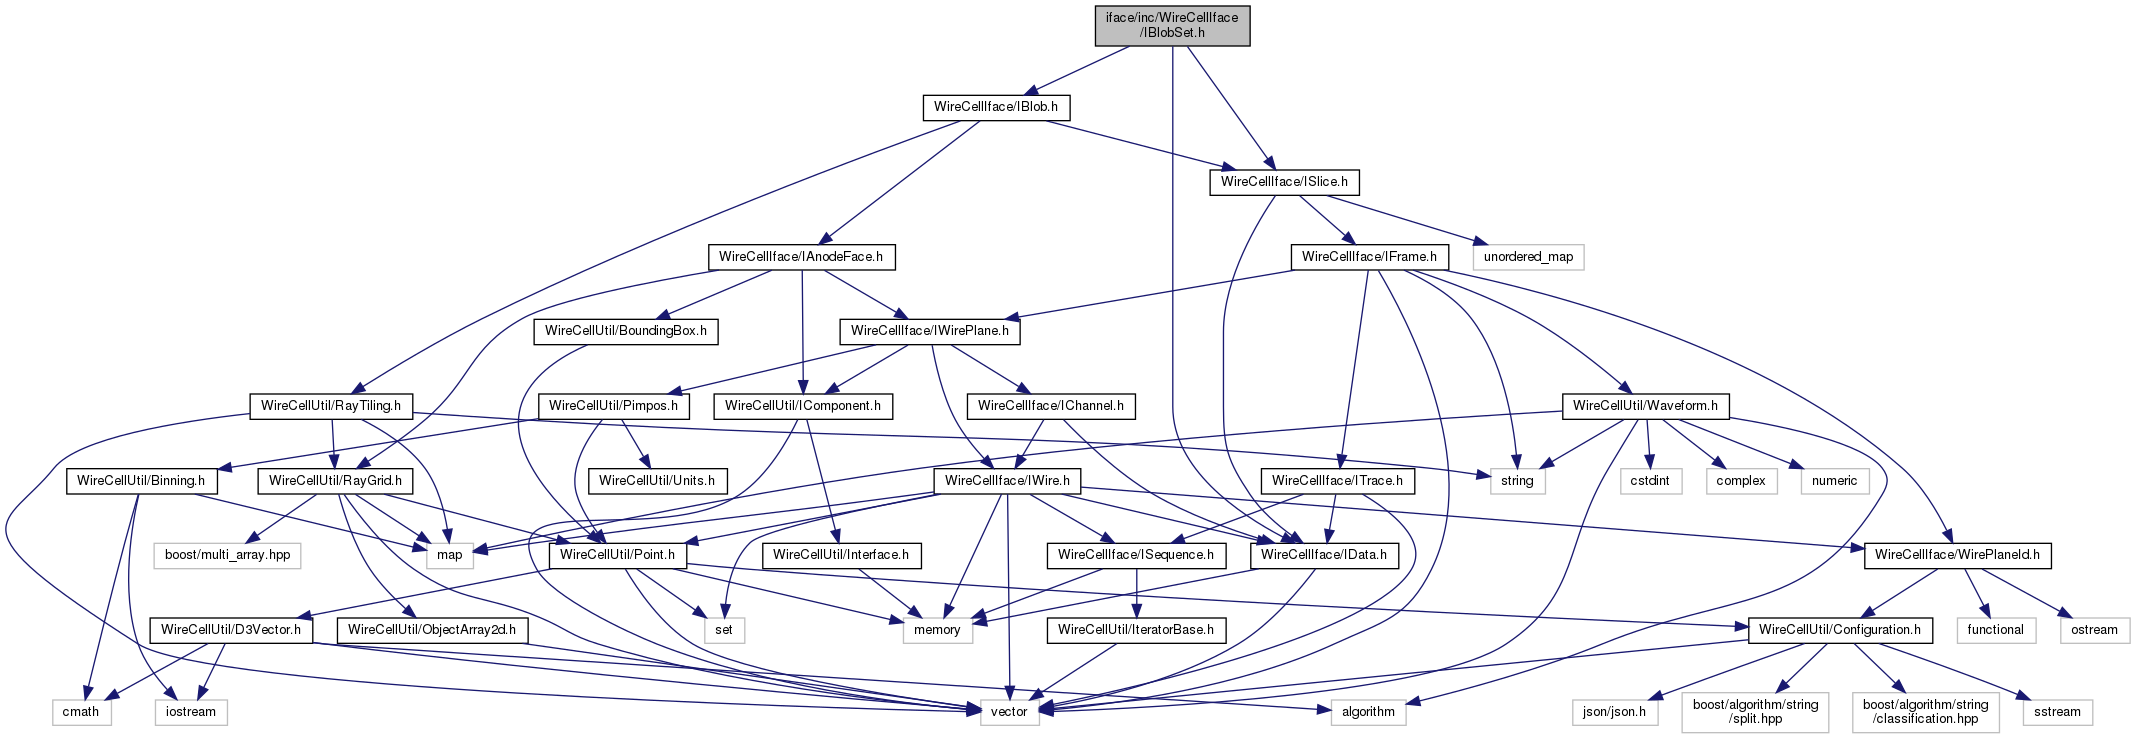 iface/inc/WireCellIface
/IBlobSet.h
WireCellIface/IBlob.h
WireCellIface/ISlice.h
WireCellIface/IAnodeFace.h
WireCellIface/IFrame.h
unordered_map
WireCellUtil/BoundingBox.h
WireCellIface/IWirePlane.h
WireCellUtil/RayTiling.h
WireCellUtil/Pimpos.h
WireCellUtil/IComponent.h
WireCellIface/IChannel.h
WireCellUtil/Waveform.h
WireCellUtil/Binning.h
WireCellUtil/RayGrid.h
WireCellUtil/Units.h
WireCellIface/IWire.h
WireCellIface/ITrace.h
string
cstdint
complex
numeric
boost/multi_array.hpp
map
WireCellUtil/Point.h
WireCellUtil/Interface.h
WireCellIface/ISequence.h
WireCellIface/IData.h
WireCellIface/WirePlaneId.h
WireCellUtil/D3Vector.h
WireCellUtil/ObjectArray2d.h
set
memory
WireCellUtil/IteratorBase.h
WireCellUtil/Configuration.h
functional
ostream
cmath
iostream
vector
algorithm
json/json.h
boost/algorithm/string
/split.hpp
boost/algorithm/string
/classification.hpp
sstream